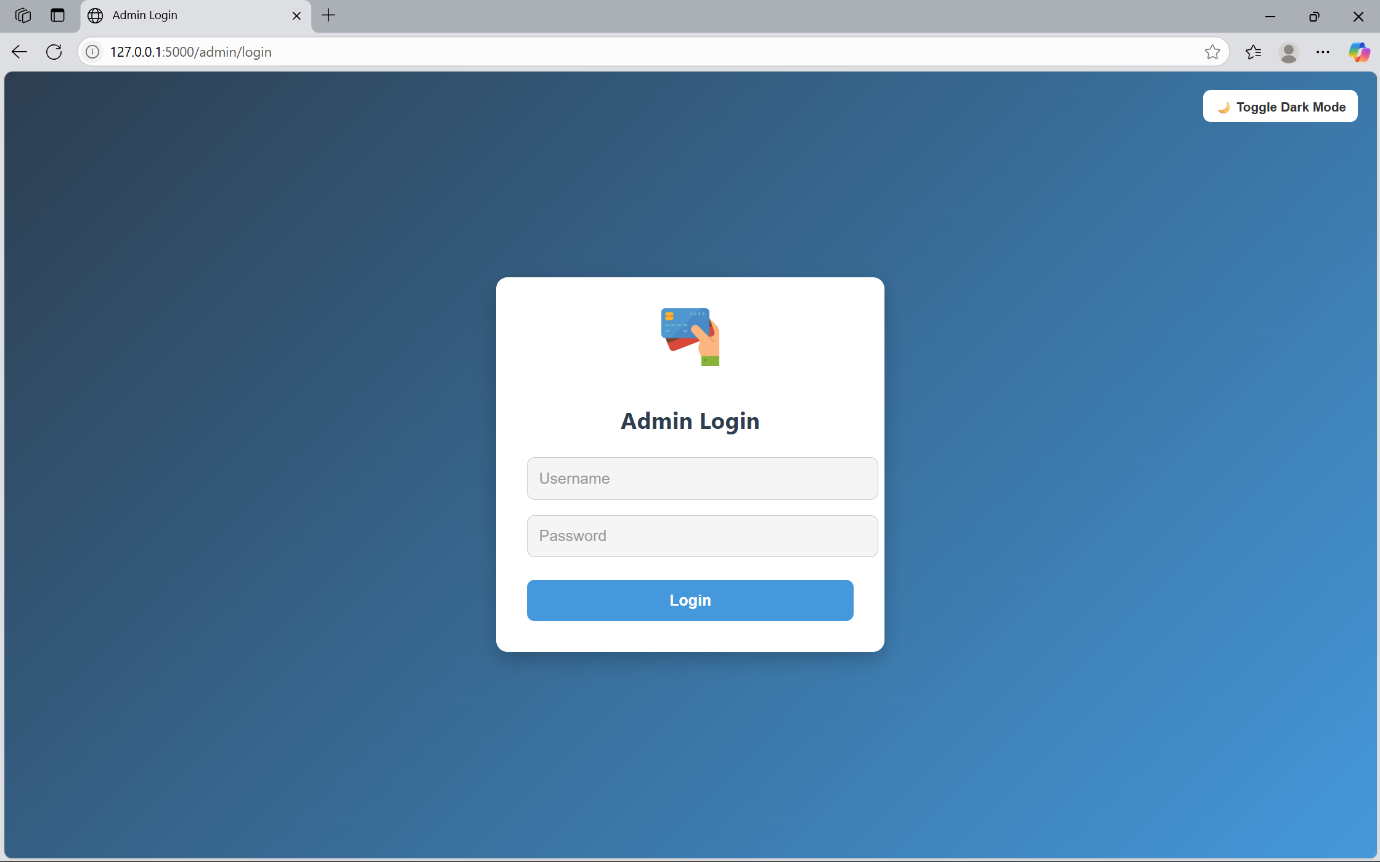 Admin Login
127.0.0.1:5000/admin/login
🌙 Toggle Dark Mode
Admin Login
Username
Password
Login